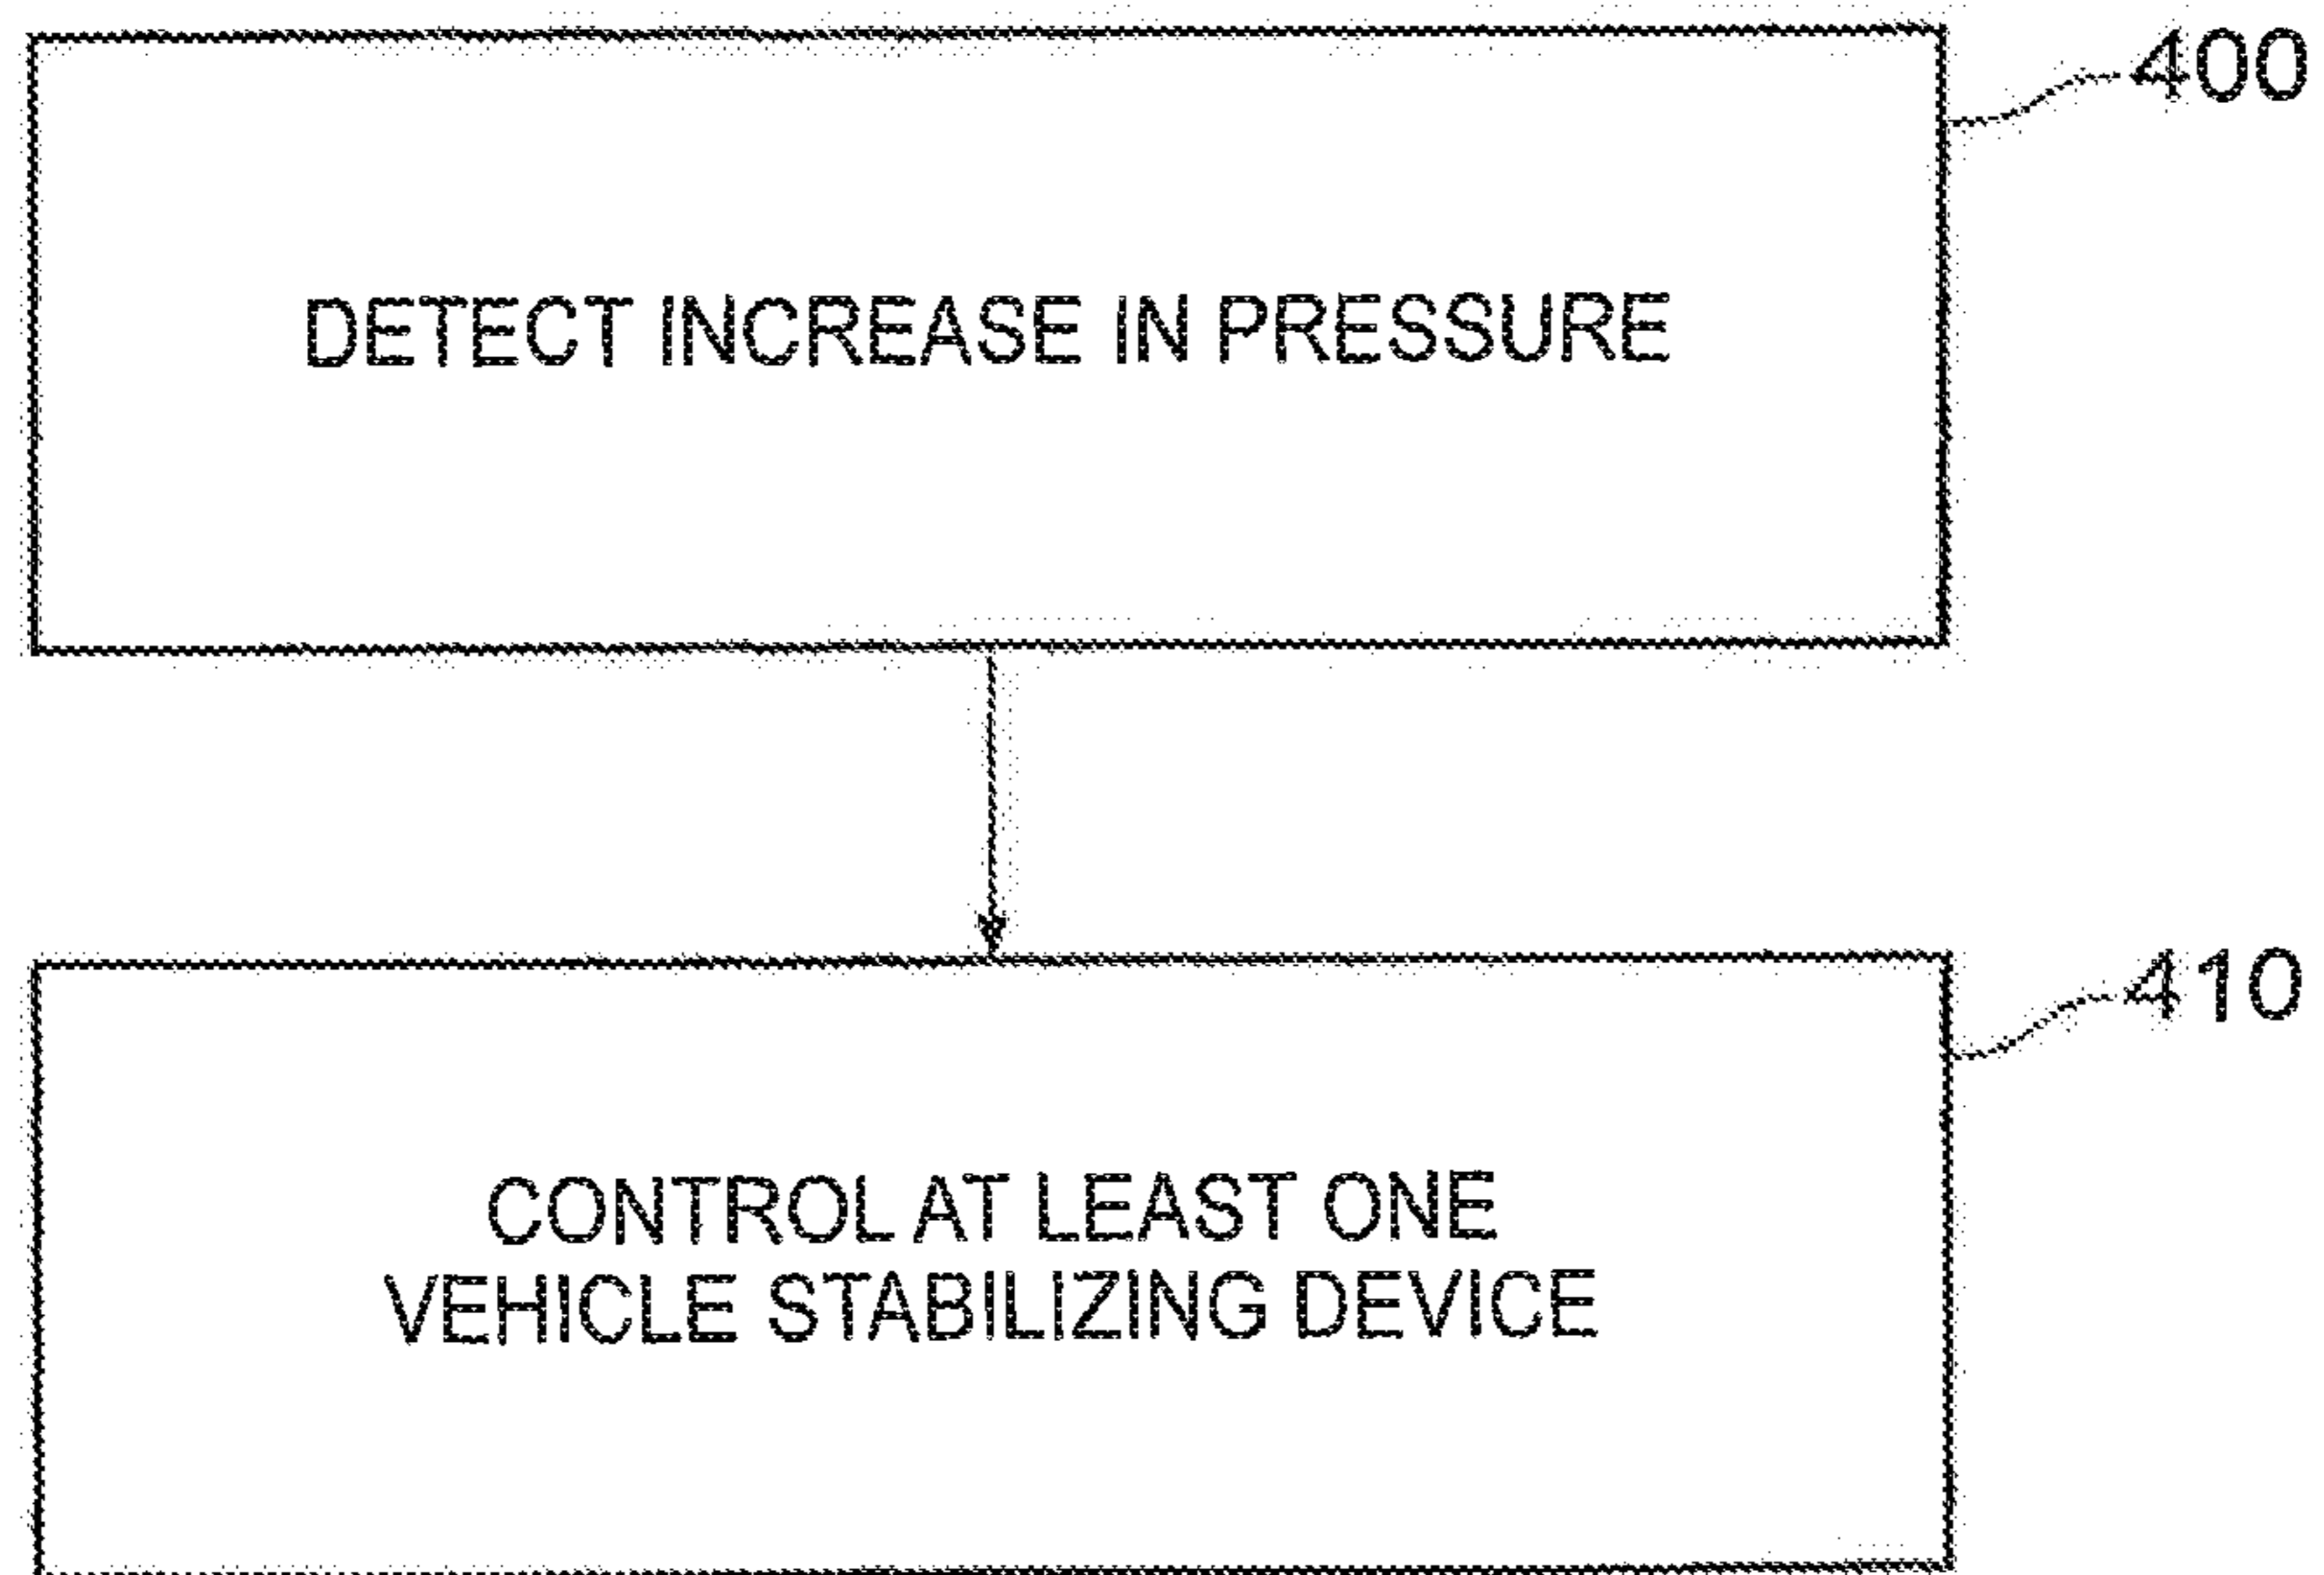 400
DETECT INCREASE IN PRESSURE
410
CONTROL AT LEAST ONE
VEHICLE STABILIZING DEVICE